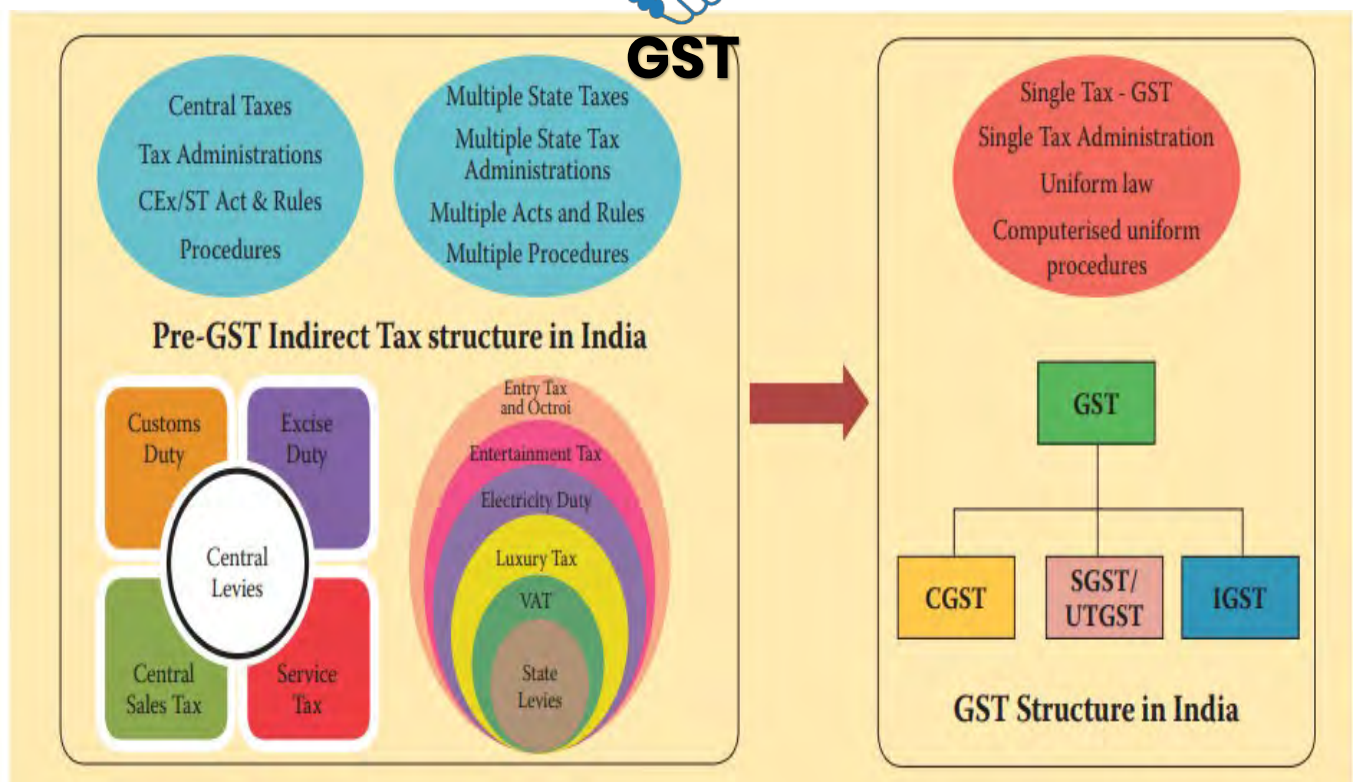 GST
Central Taxes
Tax Administrations
CEx/ST Act & Rules
Procedures
Multiple State Taxes
Multiple State Tax
Administrations
Multiple Acts and Rules
Multiple Procedures
Pre-GST Indirect Tax structure in India
Customs
Duty
Excise
Duty
Central
Levies
Central
Sales Tax
Service
Tax
Entry Tax
and Octroi
Entertainment Tax
Electricity Duty
Luxury Tax
VAT
State
Levies
Single Tax - GST
Single Tax Administration
Uniform law
Computerised uniform
procedures
GST
CGST
SGST/
UTGST
IGST
GST Structure in India